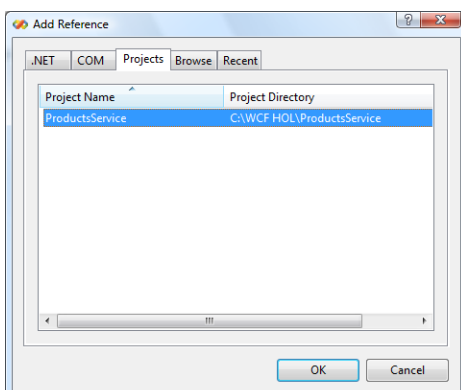 Add Reference
.NET COM Projects Browse Recent
Project Name Project Directory
ProductsService C:\WCF HOL\ProductsService
OK Cancel